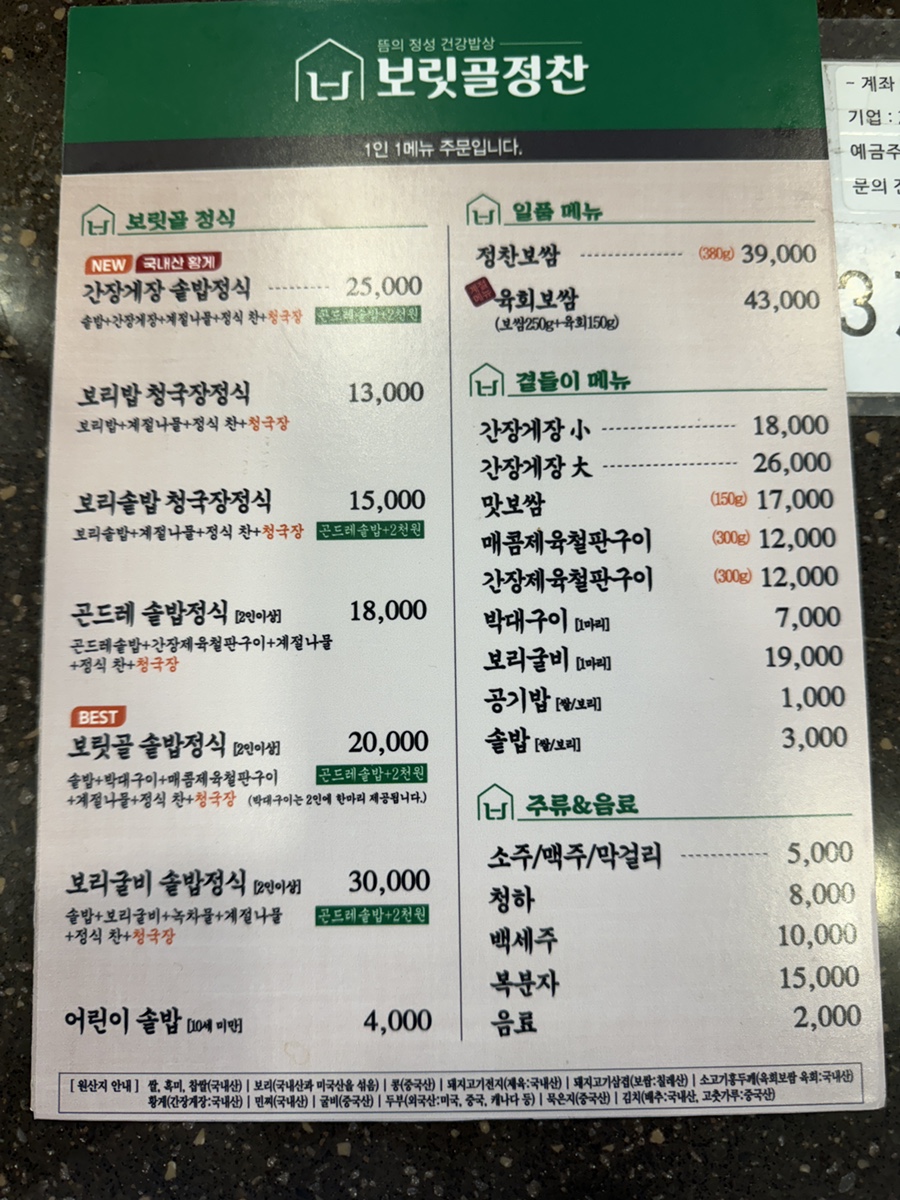 뜸의 정성 건강밥상
보릿골정찬
1인 1메뉴 주문입니다.
보릿골 정식
NEW 국내산 황게
간장게장 솥밥정식 25,000
솥밥+간장게장+계절나물+정식 찬+청국장 곤드레솥밥+2천원
보리밥 청국장정식 13,000
보리밥+계절나물+정식 찬+청국장
보리솥밥 청국장정식 15,000
보리솥밥+계절나물+정식 찬+청국장 곤드레솥밥+2천원
곤드레 솥밥정식 [2인이상] 18,000
곤드레솥밥+간장제육철판구이+계절나물
+정식 찬+청국장
BEST
보릿골 솥밥정식 [2인이상] 20,000
솥밥+박대구이+매콤제육철판구이 곤드레솥밥+2천원
+계절나물+정식 찬+청국장 (박대구이는 2인에 한마리 제공됩니다.)
보리굴비 솥밥정식 [2인이상] 30,000
솥밥+보리굴비+녹차물+계절나물 곤드레솥밥+2천원
+정식 찬+청국장
어린이 솥밥 [10세 미만] 4,000
일품 메뉴
정찬보쌈 (380g) 39,000
육회보쌈 43,000
(보쌈250g+육회150g)
곁들이 메뉴
간장게장 小 18,000
간장게장 大 26,000
맛보쌈 (150g) 17,000
매콤제육철판구이 (300g) 12,000
간장제육철판구이 (300g) 12,000
박대구이 [1마리] 7,000
보리굴비 [1마리] 19,000
공기밥 [쌀/보리] 1,000
솥밥 [쌀/보리] 3,000
주류&음료
소주/맥주/막걸리 5,000
청하 8,000
백세주 10,000
복분자 15,000
음료 2,000
[ 원산지 안내 ] 쌀, 흑미, 찹쌀(국내산) | 보리(국내산과 미국산을 섞음) | 콩(중국산) | 돼지고기전지(제육:국내산) | 돼지고기삼겹(보쌈:칠레산) | 소고기홍두깨(육회보쌈 육회:국내산)
황게(간장게장:국내산) | 민찌(국내산) | 굴비(중국산) | 두부(외국산:미국, 중국, 캐나다 등) | 묵은지(중국산) | 김치(배추:국내산, 고춧가루:중국산)
- 계좌
기업 :
예금주
문의
37